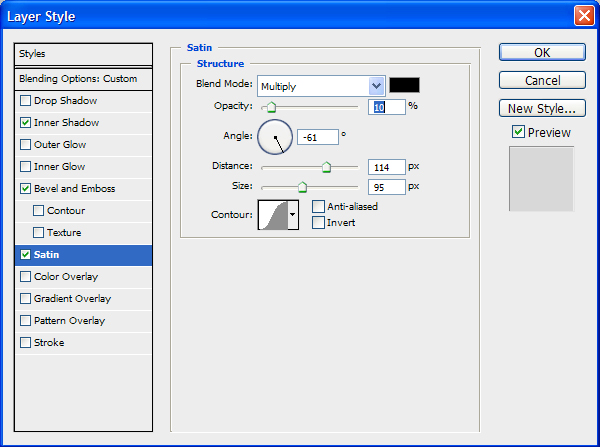 Layer Style
Styles
Blending Options: Custom
Drop Shadow
Inner Shadow
Outer Glow
Inner Glow
Bevel and Emboss
Contour
Texture
Satin
Color Overlay
Gradient Overlay
Pattern Overlay
Stroke
Satin
Structure
Blend Mode: Multiply
Opacity: 10 %
Angle: -61 °
Distance: 114 px
Size: 95 px
Contour: Anti-aliased
Invert
OK
Cancel
New Style...
Preview